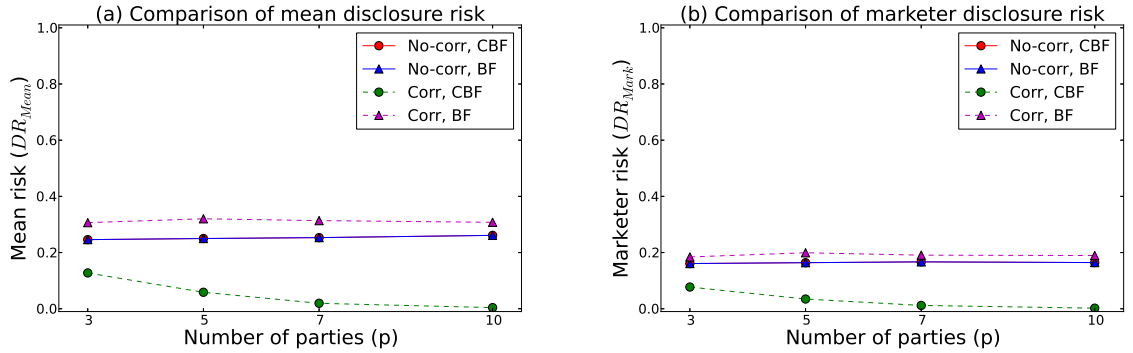 (a) Comparison of mean disclosure risk
1.0
0.8
0.6
0.4
0.2
0.0
Mean risk (DR_Mean)
No-corr, CBF
No-corr, BF
Corr, CBF
Corr, BF
3 5 7 10
Number of parties (p)
(b) Comparison of marketer disclosure risk
1.0
0.8
0.6
0.4
0.2
0.0
Marketer risk (DR_Mark)
No-corr, CBF
No-corr, BF
Corr, CBF
Corr, BF
3 5 7 10
Number of parties (p)